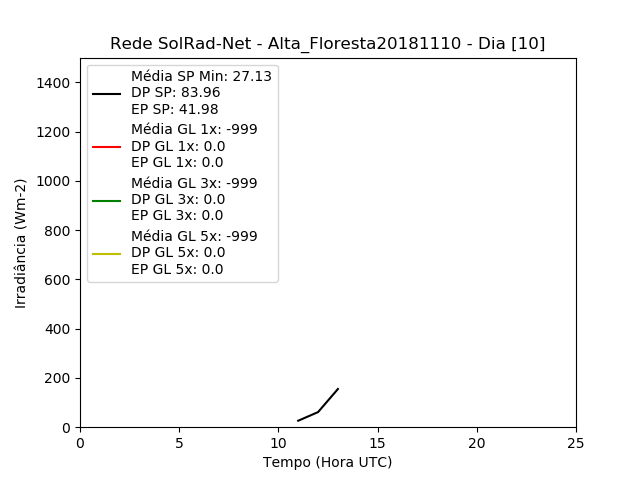 Rede SolRad-Net - Alta_Floresta20181110 - Dia [10]
Média SP Min: 27.13
DP SP: 83.96
EP SP: 41.98
Média GL 1x: -999
DP GL 1x: 0.0
EP GL 1x: 0.0
Média GL 3x: -999
DP GL 3x: 0.0
EP GL 3x: 0.0
Média GL 5x: -999
DP GL 5x: 0.0
EP GL 5x: 0.0
1400
1200
1000
800
600
400
200
0
Irradiância (Wm-2)
0 5 10 15 20 25
Tempo (Hora UTC)